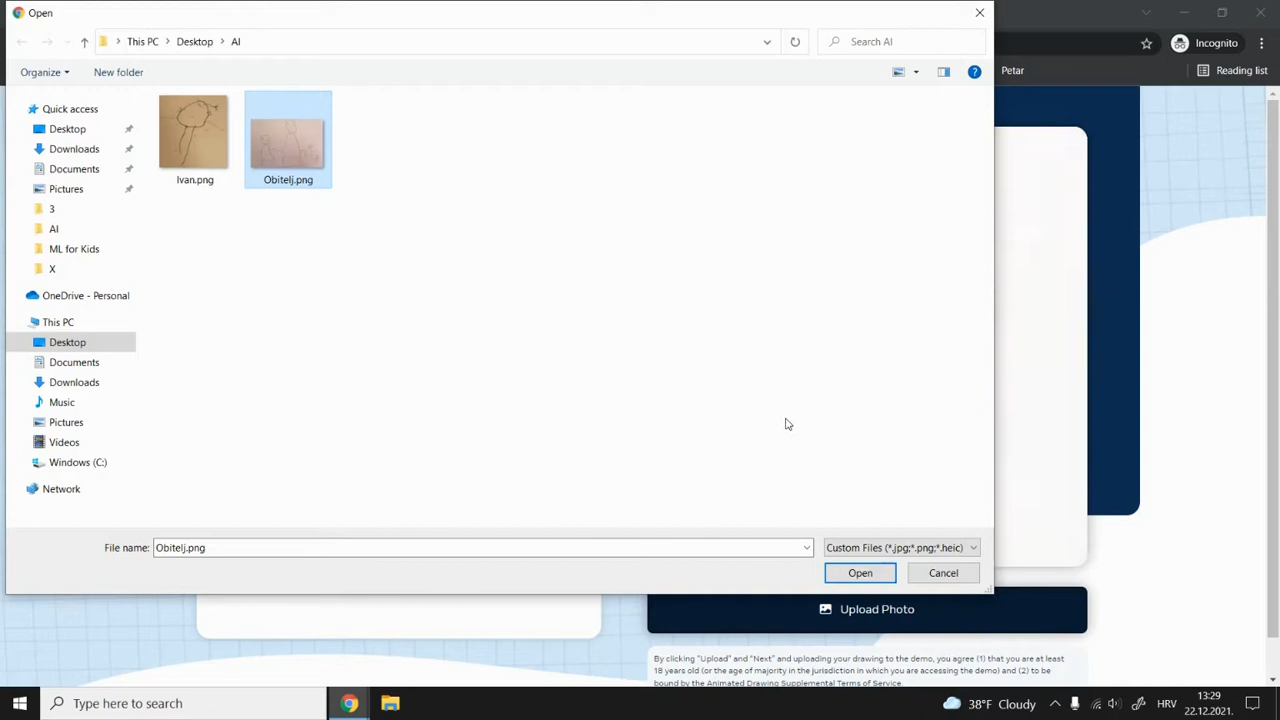 Open
This PC
Desktop
AI
Search AI
Incognito
Organize
New folder
Petar
Reading list
Quick access
Desktop
Downloads
Documents
Pictures
3
AI
ML for Kids
X
OneDrive - Personal
This PC
Desktop
Documents
Downloads
Music
Pictures
Videos
Windows (C:)
Network
Ivan.png
Obitelj.png
File name:
Obitelj.png
Custom Files (*.jpg;*.png;*.heic)
Open
Cancel
Upload Photo
By clicking "Upload" and "Next" and uploading your drawing to the demo, you agree (1) that you are at least
18 years old (or the age of majority in the jurisdiction in which you are accessing the demo) and (2) to be
bound by the Animated Drawing Supplemental Terms of Service.
Type here to search
38°F Cloudy
HRV
13:29
22.12.2021.